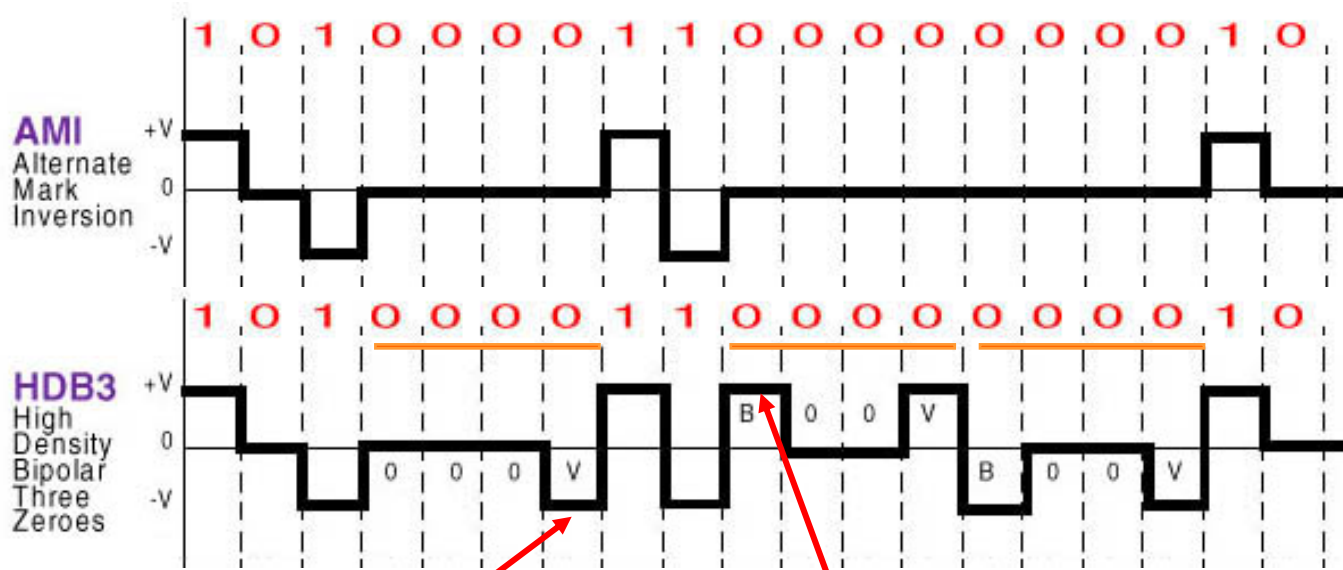 1 0 1 0 0 0 0 1 1 0 0 0 0 0 0 0 0 1 0
AMI
Alternate
Mark
Inversion
+V
0
-V
1 0 1 0 0 0 0 1 1 0 0 0 0 0 0 0 0 1 0
HDB3
High
Density
Bipolar
Three
Zeroes
+V
0
-V
B 0 0 V
0 0 0 V B 0 0 V